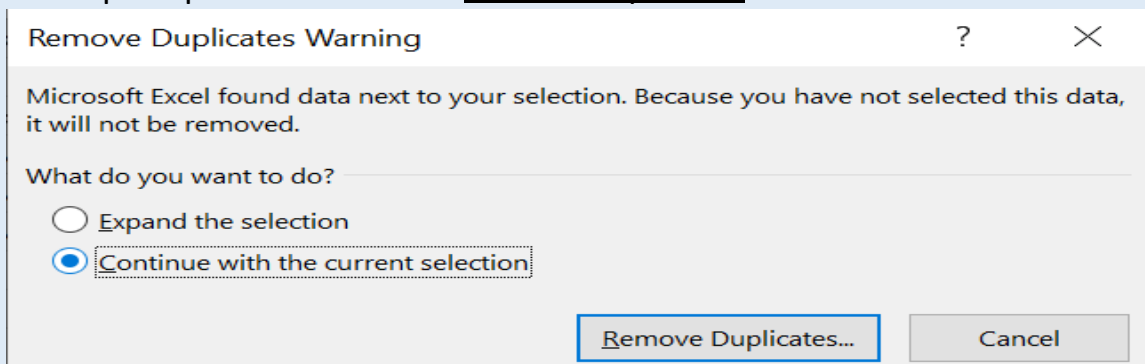 Remove Duplicates Warning ?
Microsoft Excel found data next to your selection. Because you have not selected this data,
it will not be removed.
What do you want to do?
Expand the selection
Continue with the current selection
Remove Duplicates... Cancel